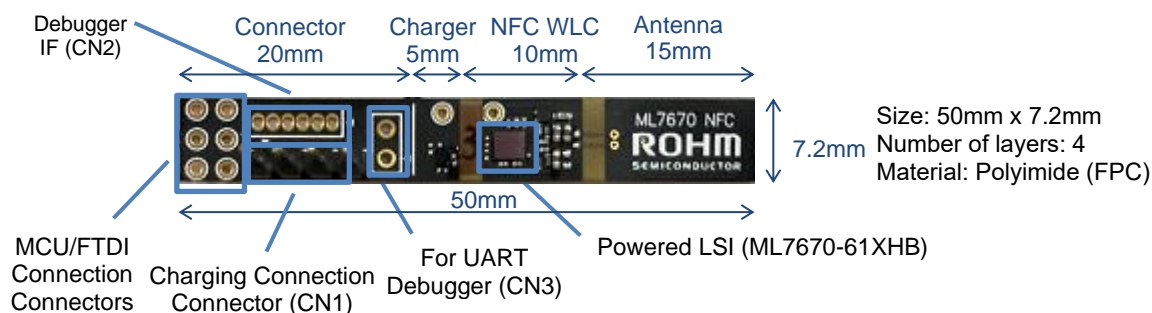 Debugger
IF (CN2)
Connector
20mm
Charger
5mm
NFC WLC
10mm
Antenna
15mm
ML7670 NFC
ROHM
SEMICONDUCTOR
7.2mm
Size: 50mm x 7.2mm
Number of layers: 4
Material: Polyimide (FPC)
50mm
MCU/FTDI
Connection
Connectors
Charging Connection
Connector (CN1)
For UART
Debugger (CN3)
Powered LSI (ML7670-61XHB)